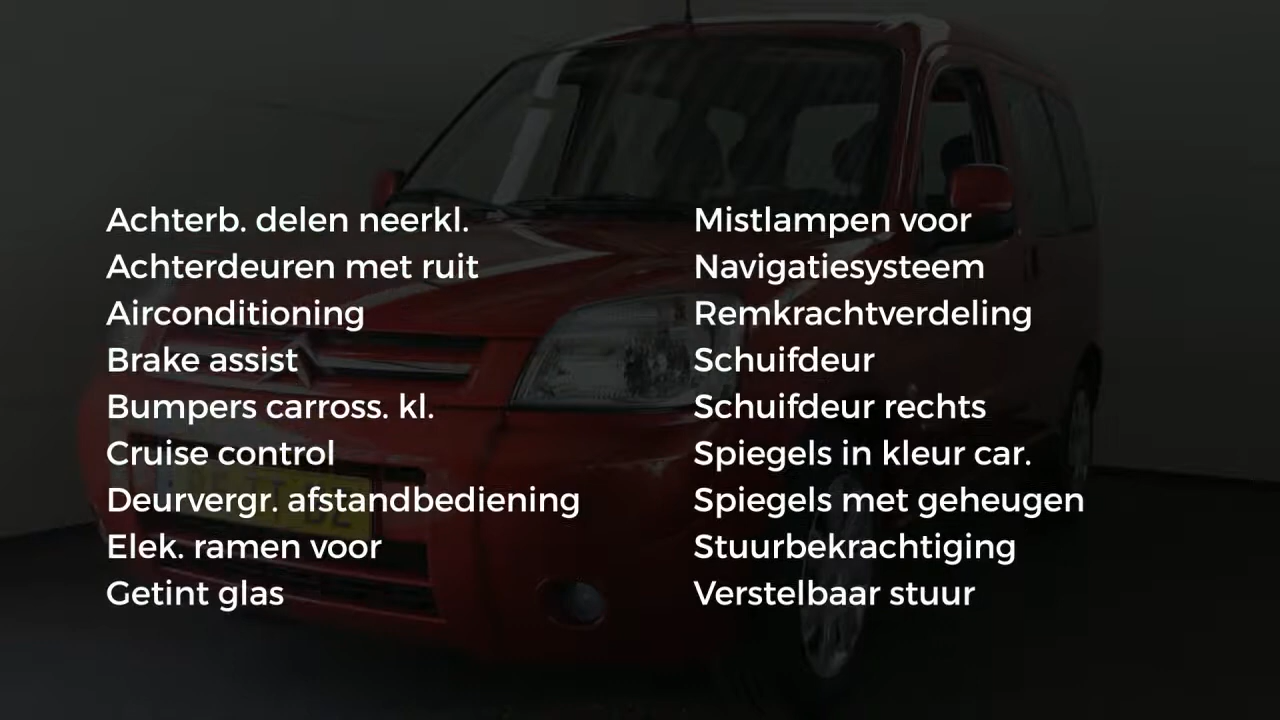 Achterb. delen neerkl.
Achterdeuren met ruit
Airconditioning
Brake assist
Bumpers carross. kl.
Cruise control
Deurvergr. afstandbediening
Elek. ramen voor
Getint glas
Mistlampen voor
Navigatiesysteem
Remkrachtverdeling
Schuifdeur
Schuifdeur rechts
Spiegels in kleur car.
Spiegels met geheugen
Stuurbekrachtiging
Verstelbaar stuur